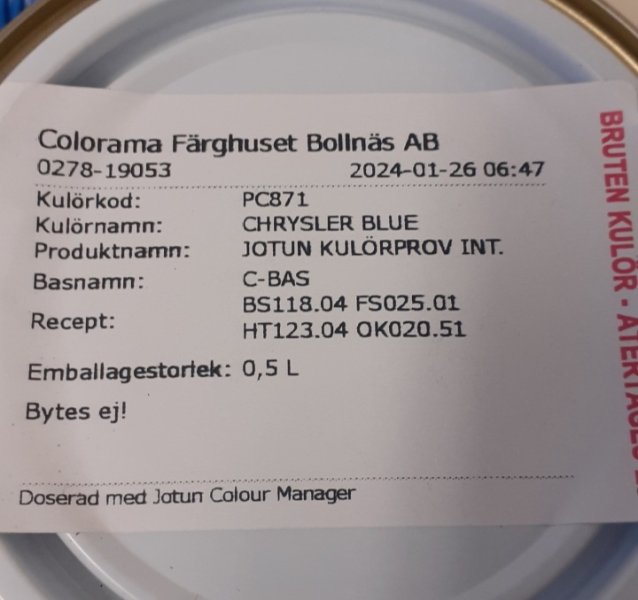 Colorama Färghuset Bollnäs AB
0278-19053 2024-01-26 06:47
Kulörkod: PC871
Kulörnamn: CHRYSLER BLUE
Produktnamn: JOTUN KULÖRPROV INT.
Basnamn: C-BAS
Recept: BS118.04 FS025.01
HT123.04 OK020.51
Emballagestorlek: 0,5 L
Bytes ej!
Doserad med Jotun Colour Manager
BRUTEN KULÖR - ÅTERTAGES